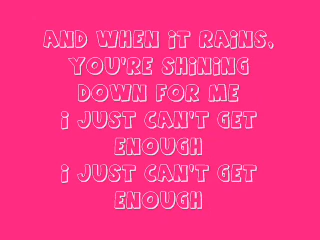 AND WHEN IT RAINS,
YOU'RE SHINING
DOWN FOR ME
I JUST CAN'T GET
ENOUGH
I JUST CAN'T GET
ENOUGH